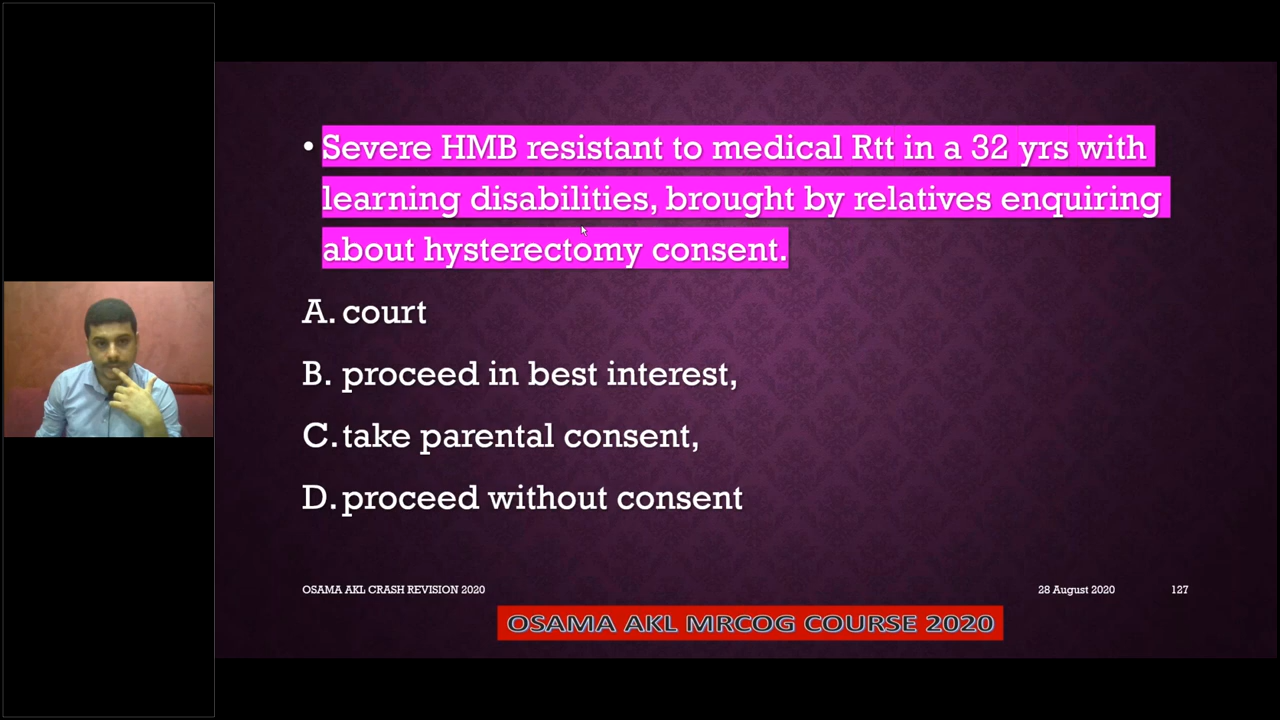 • Severe HMB resistant to medical Rtt in a 32 yrs with
learning disabilities, brought by relatives enquiring
about hysterectomy consent.
A. court
B. proceed in best interest,
C. take parental consent,
D. proceed without consent
OSAMA AKL CRASH REVISION 2020 28 August 2020 127
OSAMA AKL MRCOG COURSE 2020